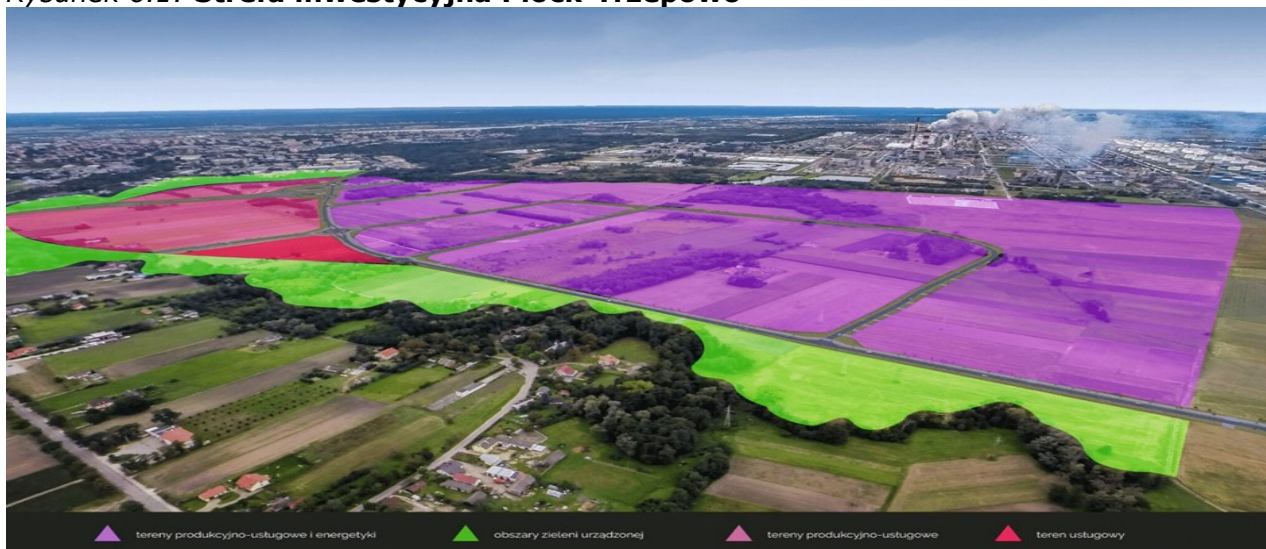 Strefa inwestycyjna Płock-Trzepowo
tereny produkcyjno-usługowe i energetyki
obszary zieleni urządzonej
tereny produkcyjno-usługowe
teren usługowy